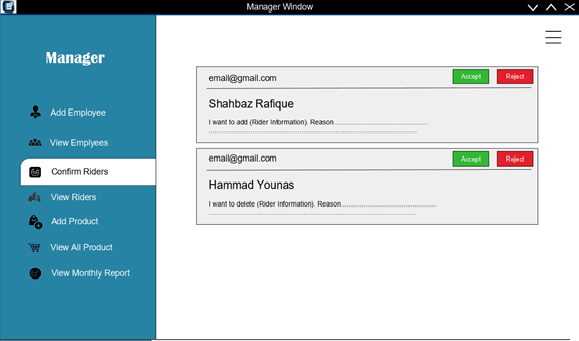 Manager Window
Manager
Add Employee
View Emplyees
Confirm Riders
View Riders
Add Product
View All Product
View Monthly Report
email@gmail.com
Accept
Reject
Shahbaz Rafique
I want to add (Rider Information). Reason..................................................
..............................................................................................................
email@gmail.com
Accept
Reject
Hammad Younas
I want to delete (Rider Information). Reason..................................................
..............................................................................................................